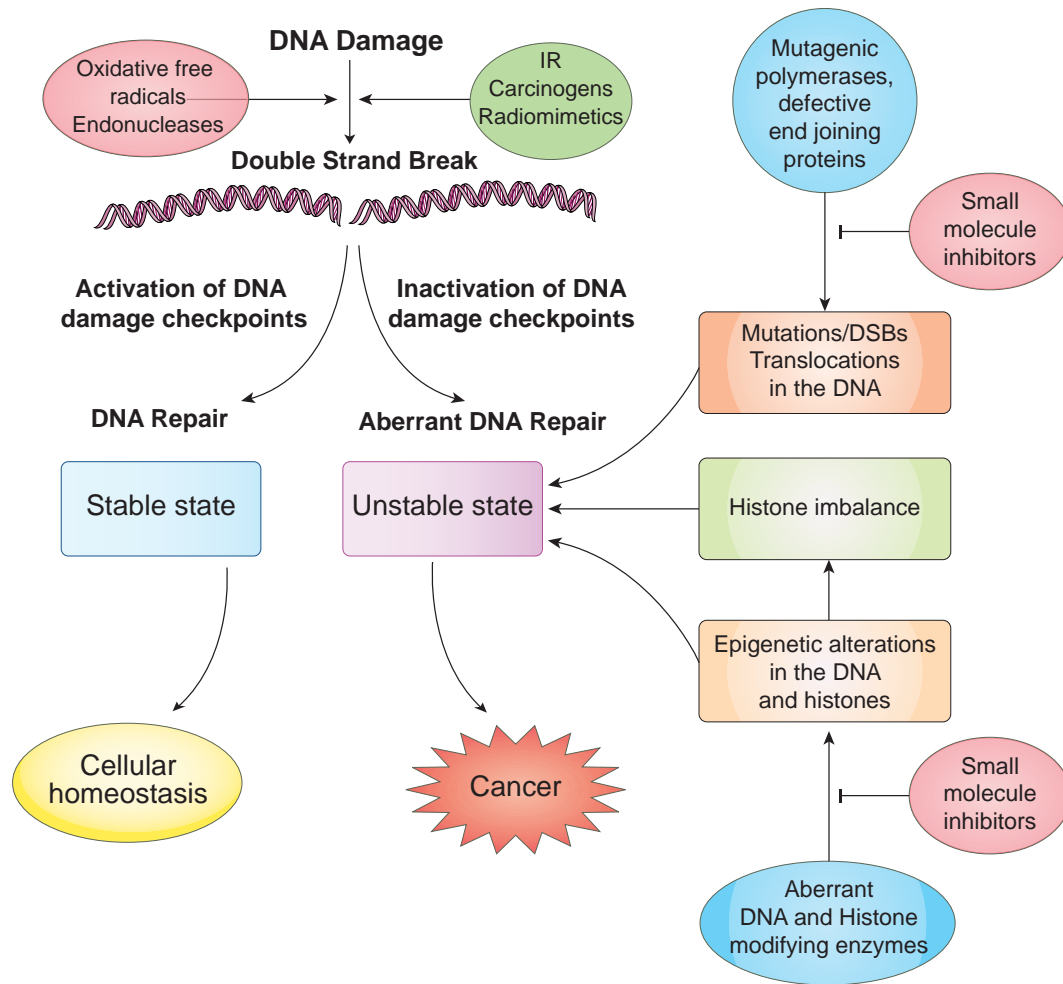 DNA Damage
Oxidative free
radicals
Endonucleases
IR
Carcinogens
Radiomimetics
Double Strand Break
Activation of DNA
damage checkpoints
Inactivation of DNA
damage checkpoints
DNA Repair
Aberrant DNA Repair
Stable state
Unstable state
Cellular
homeostasis
Cancer
Mutagenic
polymerases,
defective
end joining
proteins
Small
molecule
inhibitors
Mutations/DSBs
Translocations
in the DNA
Histone imbalance
Epigenetic alterations
in the DNA
and histones
Small
molecule
inhibitors
Aberrant
DNA and Histone
modifying enzymes